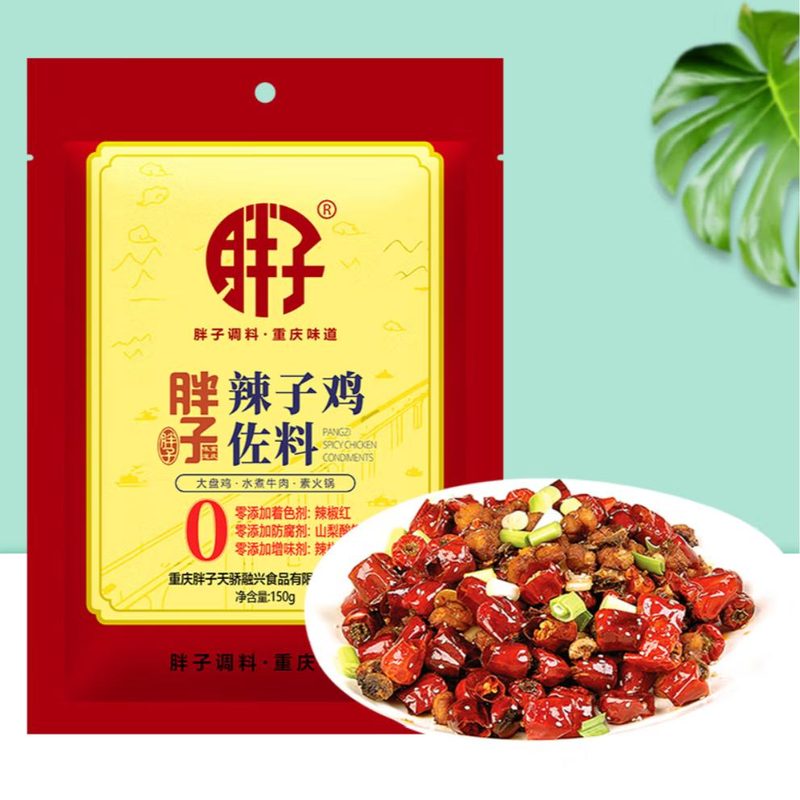 胖子®
胖子调料·重庆味道
胖子
胖子
辣子鸡
佐料
PANGZI
SPICY CHICKEN
CONDIMENTS
大盘鸡·水煮牛肉·素火锅
0
零添加着色剂:辣椒红
零添加防腐剂:山梨酸
零添加增味剂:辣
重庆胖子天骄融兴食品有限
净含量:150g
胖子调料·重庆